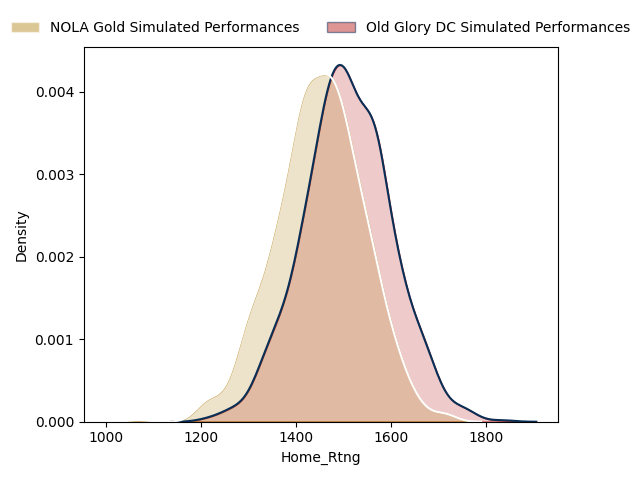 NOLA Gold Simulated Performances
Old Glory DC Simulated Performances
0.004
0.003
0.002
0.001
0.000
Density
1000
1200
1400
1600
1800
Home_Rtng